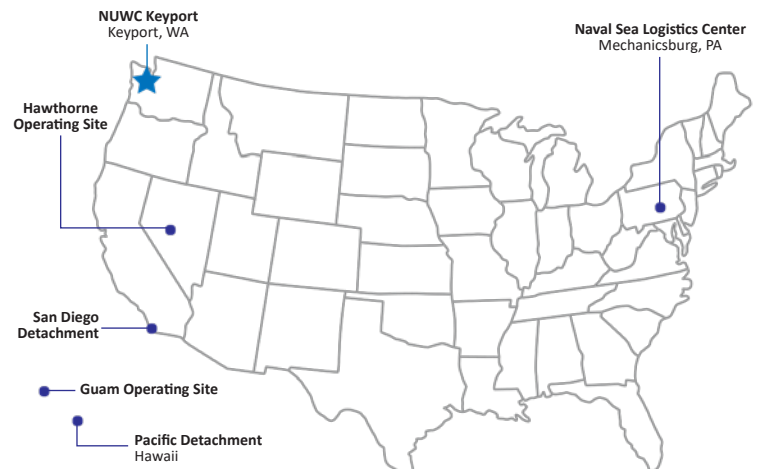 NUWC Keyport
Keyport, WA
Naval Sea Logistics Center
Mechanicsburg, PA
Hawthorne
Operating Site
San Diego
Detachment
Guam Operating Site
Pacific Detachment
Hawaii